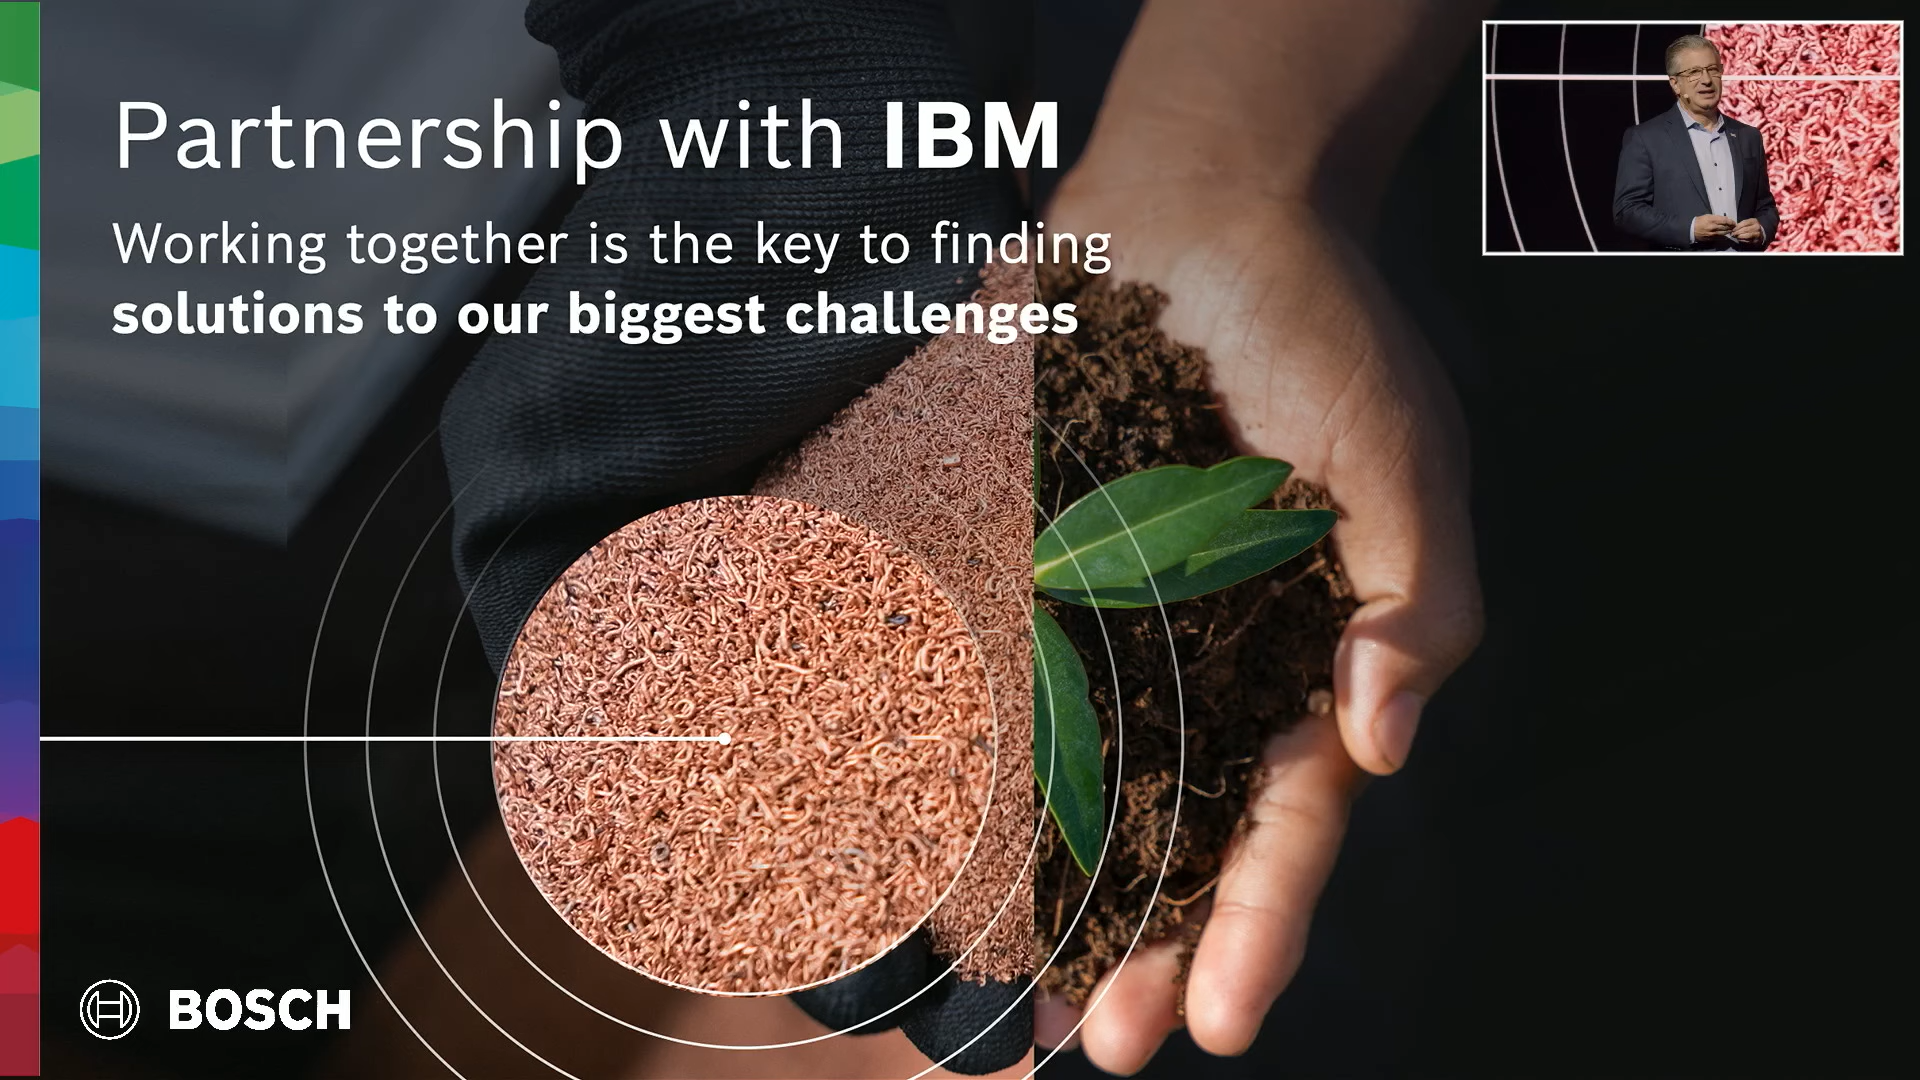 Partnership with IBM
Working together is the key to finding
solutions to our biggest challenges
BOSCH